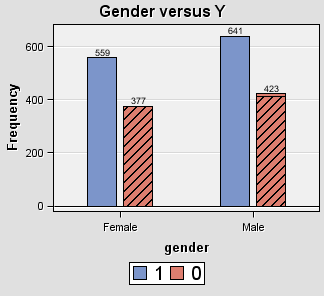 Gender versus Y
641
559
423
377
600
400
200
0
Frequency
Female Male
gender
1 0